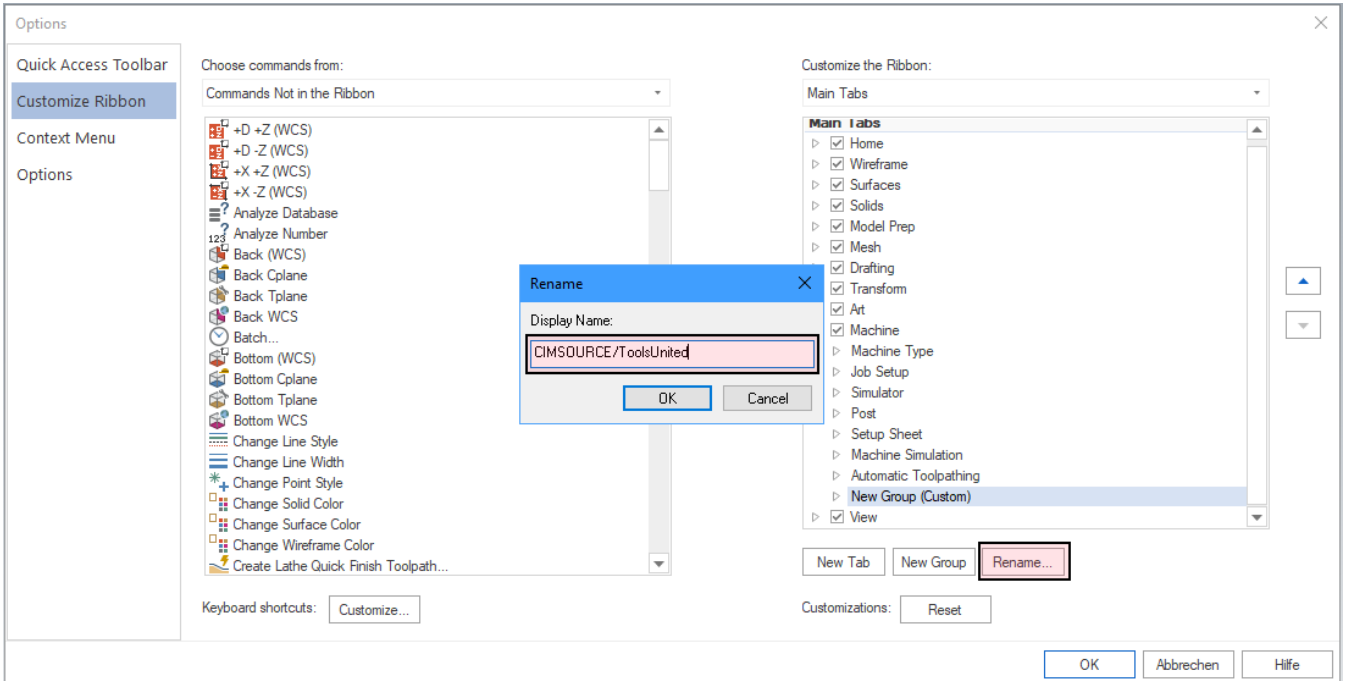 Options
Quick Access Toolbar
Customize Ribbon
Context Menu
Options
Choose commands from:
Commands Not in the Ribbon
+D +Z (WCS)
+D -Z (WCS)
+X +Z (WCS)
+X -Z (WCS)
Analyze Database
123 Analyze Number
Back (WCS)
Back Cplane
Back Tplane
Back WCS
Batch...
Bottom (WCS)
Bottom Cplane
Bottom Tplane
Bottom WCS
Change Line Style
Change Line Width
Change Point Style
Change Solid Color
Change Surface Color
Change Wireframe Color
Create Lathe Quick Finish Toolpath...
Keyboard shortcuts:
Customize...
Rename
Display Name:
CIMSOURCE/ToolsUnited
OK
Cancel
Customize the Ribbon:
Main Tabs
Main Tabs
Home
Wireframe
Surfaces
Solids
Model Prep
Mesh
Drafting
Transform
Art
Machine
Machine Type
Job Setup
Simulator
Post
Setup Sheet
Machine Simulation
Automatic Toolpathing
New Group (Custom)
View
New Tab
New Group
Rename...
Customizations:
Reset
OK
Abbrechen
Hilfe